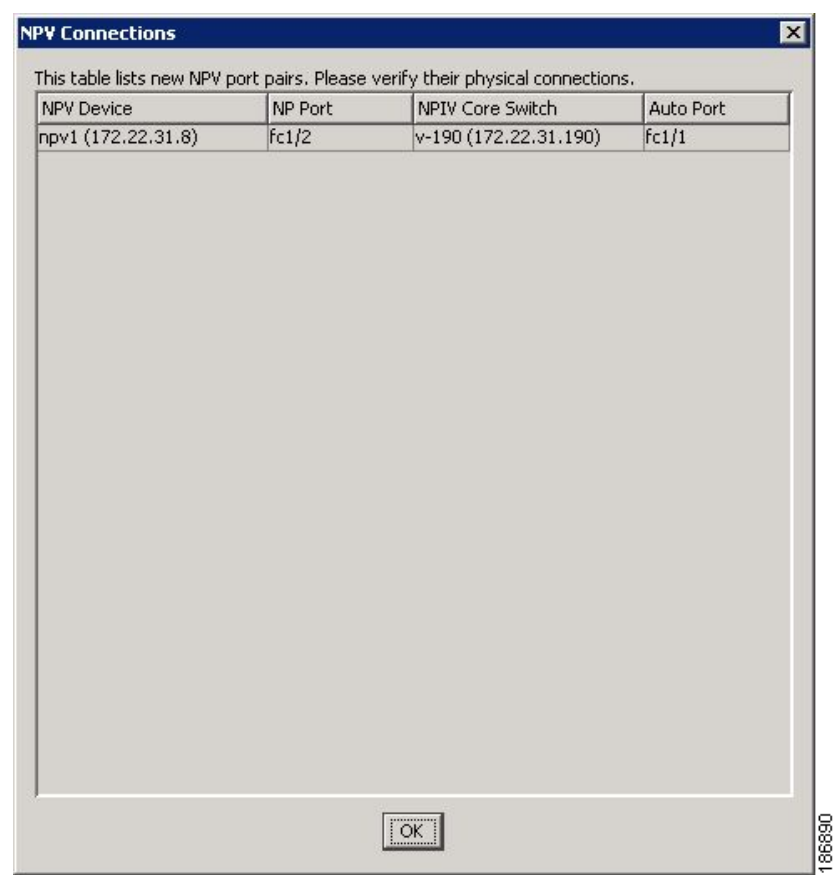 NPV Connections
This table lists new NPV port pairs. Please verify their physical connections.
NPV Device NP Port NPIV Core Switch Auto Port
npv1 (172.22.31.8) fc1/2 v-190 (172.22.31.190) fc1/1
OK
186890